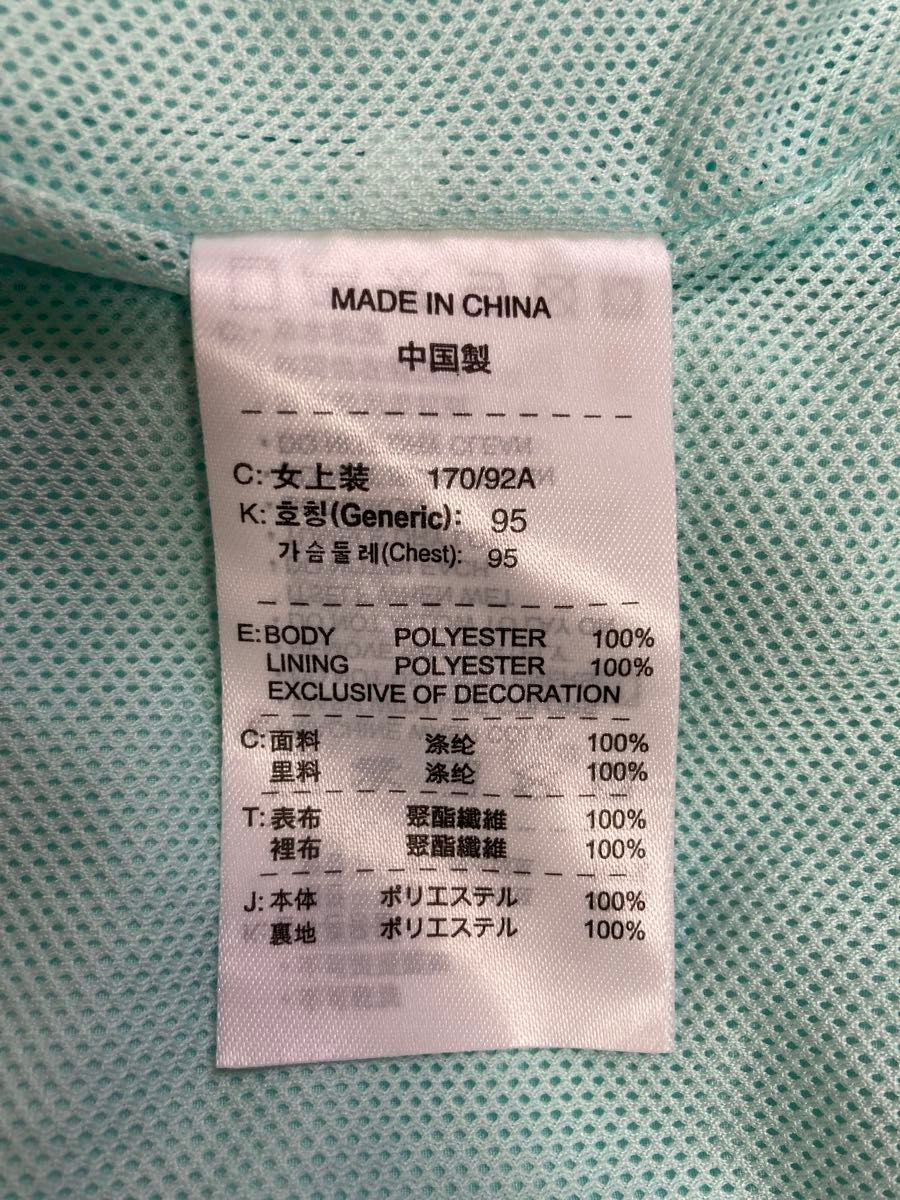 MADE IN CHINA
中国製
C: 女上装 170/92A
K: 호칭(Generic): 95
가슴둘레(Chest): 95
E: BODY POLYESTER 100%
LINING POLYESTER 100%
EXCLUSIVE OF DECORATION
C: 面料 涤纶 100%
里料 涤纶 100%
T: 表布 聚酯纖維 100%
裡布 聚酯纖維 100%
J: 本体 ポリエステル 100%
裏地 ポリエステル 100%